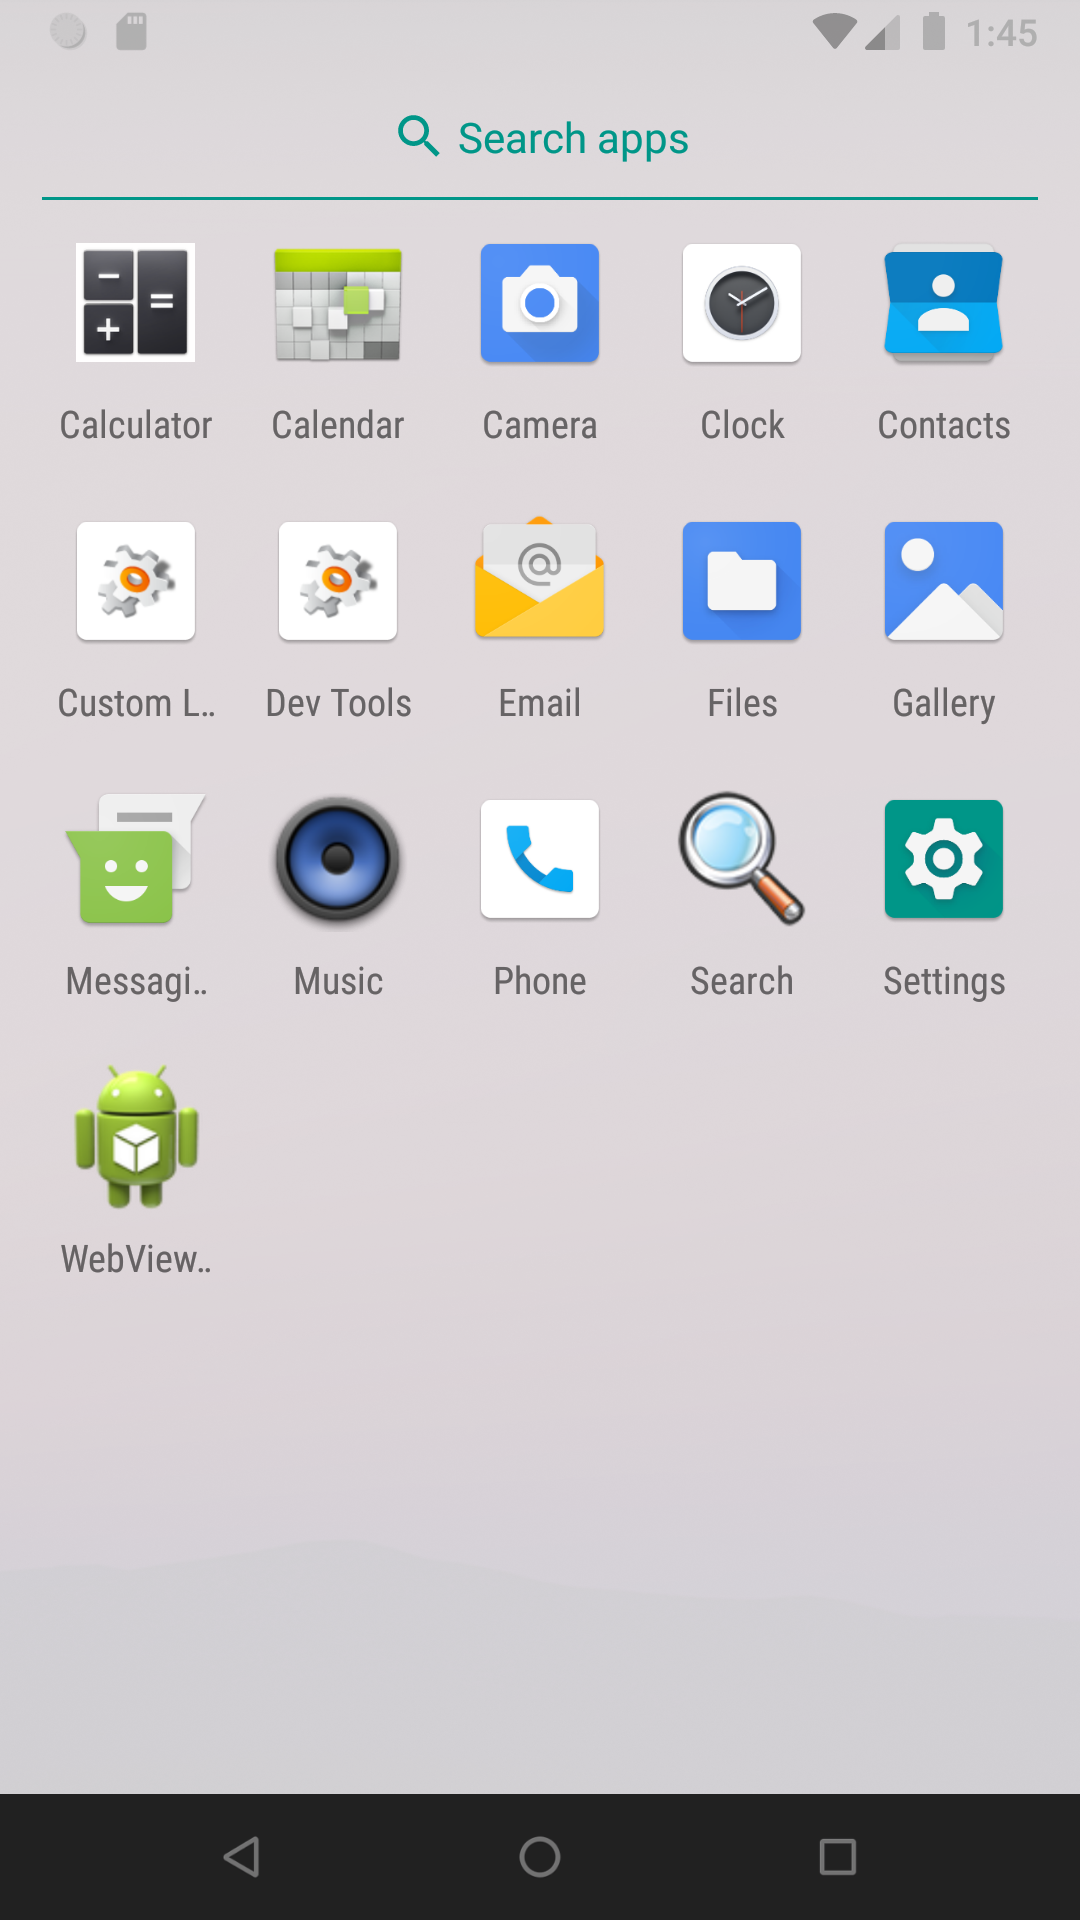 1:45
Search apps
Calculator Calendar Camera Clock Contacts
Custom L… Dev Tools Email Files Gallery
Messagi… Music Phone Search Settings
WebView…